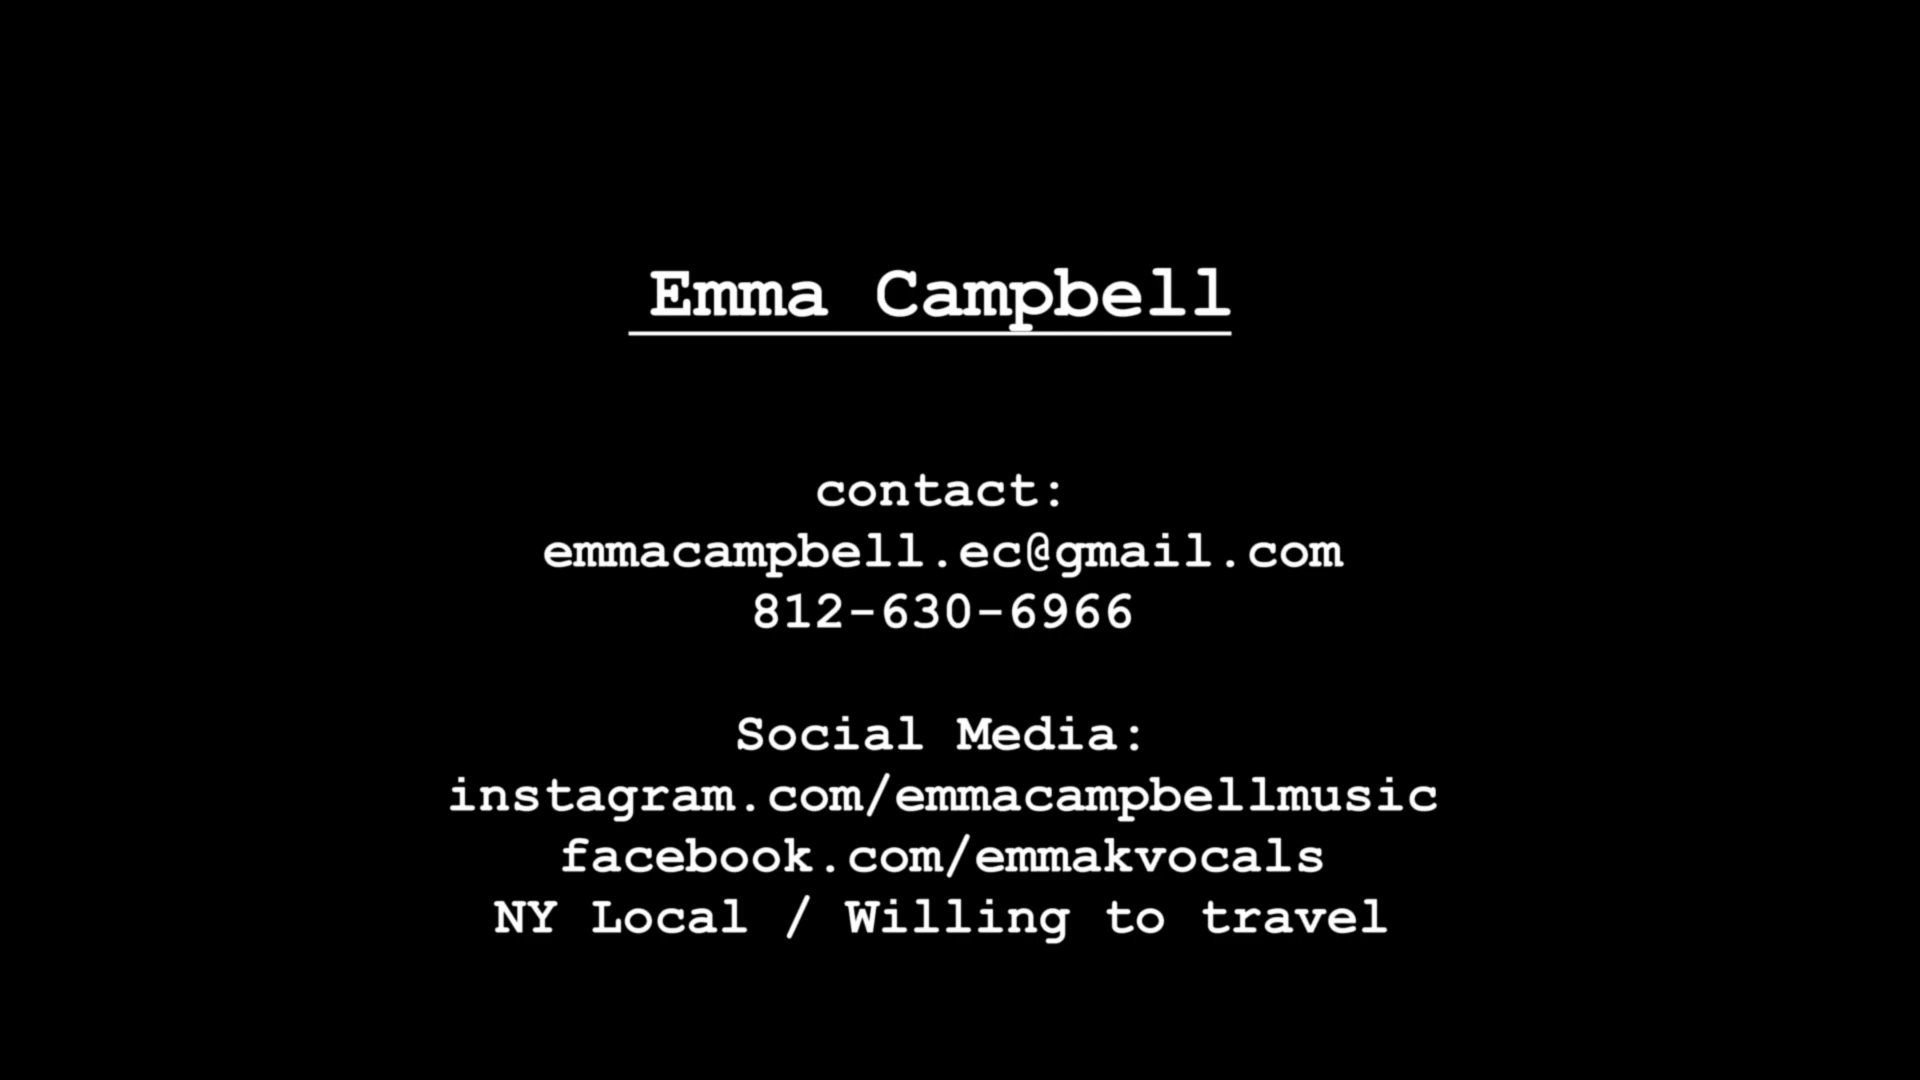 Emma Campbell
contact:
emmacampbell.ec@gmail.com
812-630-6966
Social Media:
instagram.com/emmacampbellmusic
facebook.com/emmakvocals
NY Local / Willing to travel